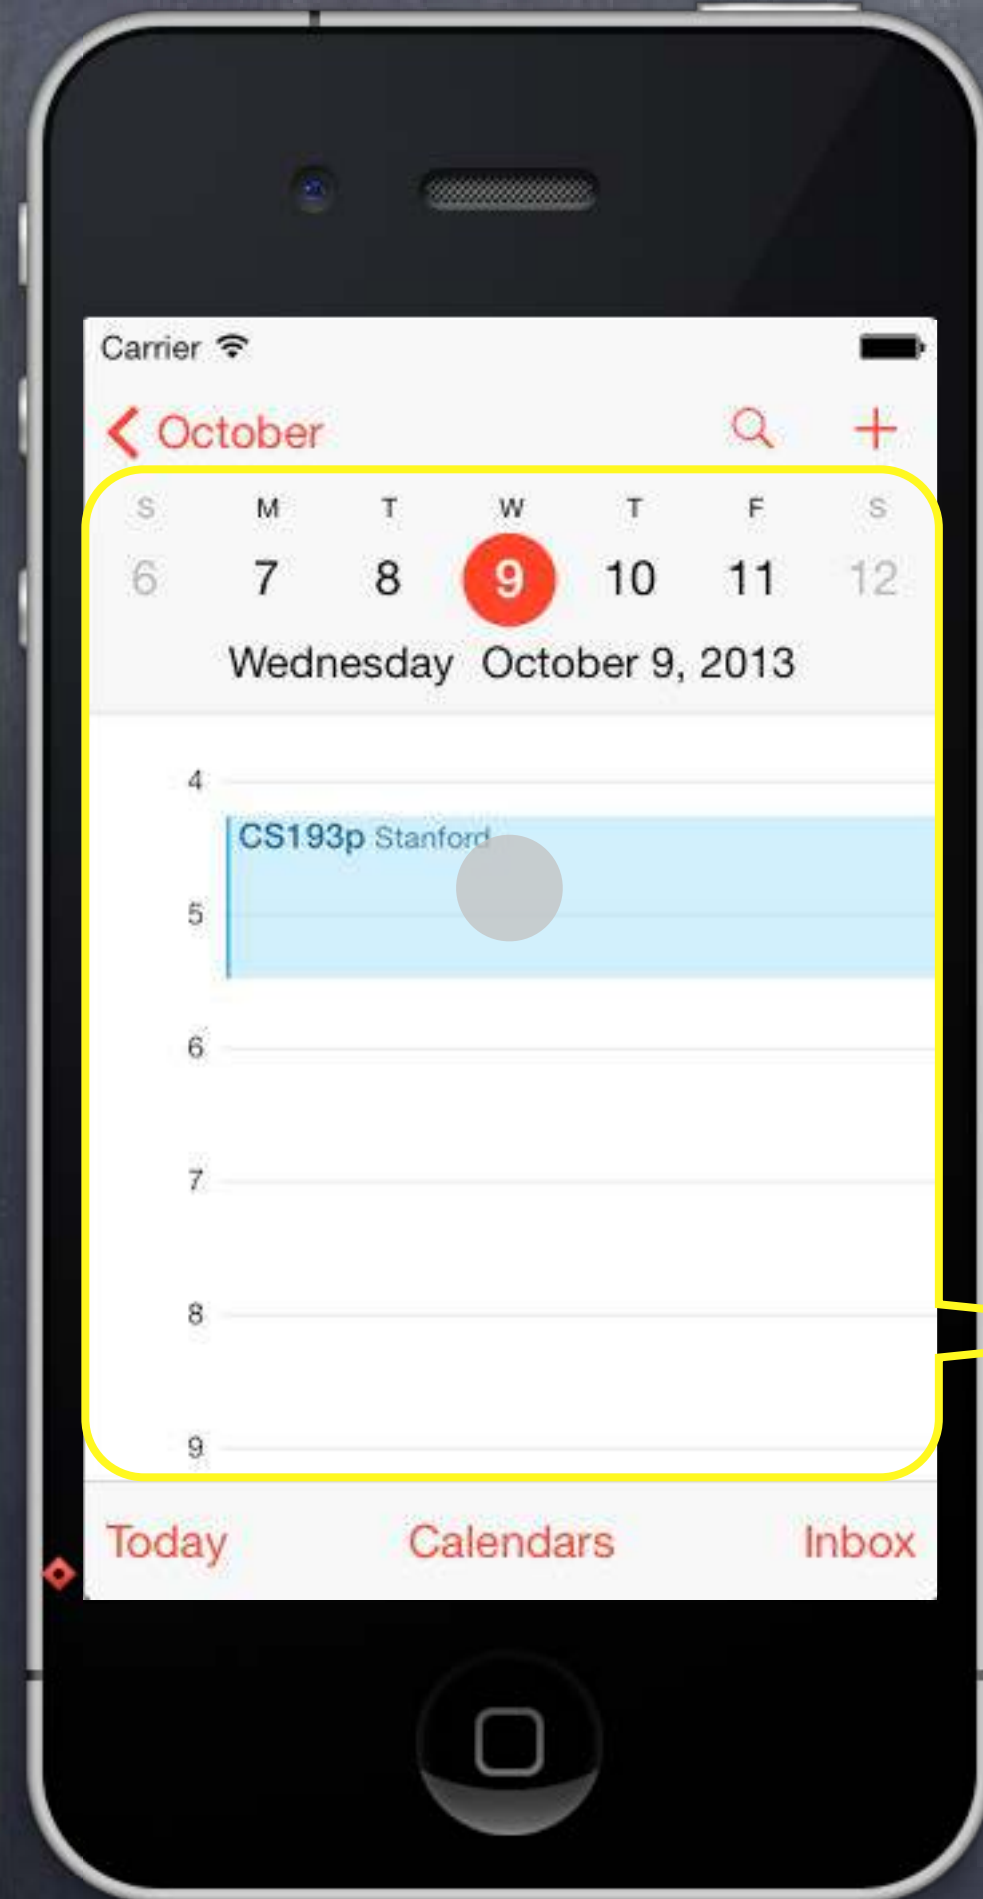 Carrier
October
S M T W T F S
6 7 8 9 10 11 12
Wednesday October 9, 2013
4
CS193p Stanford
5
6
7
8
9
Today Calendars Inbox